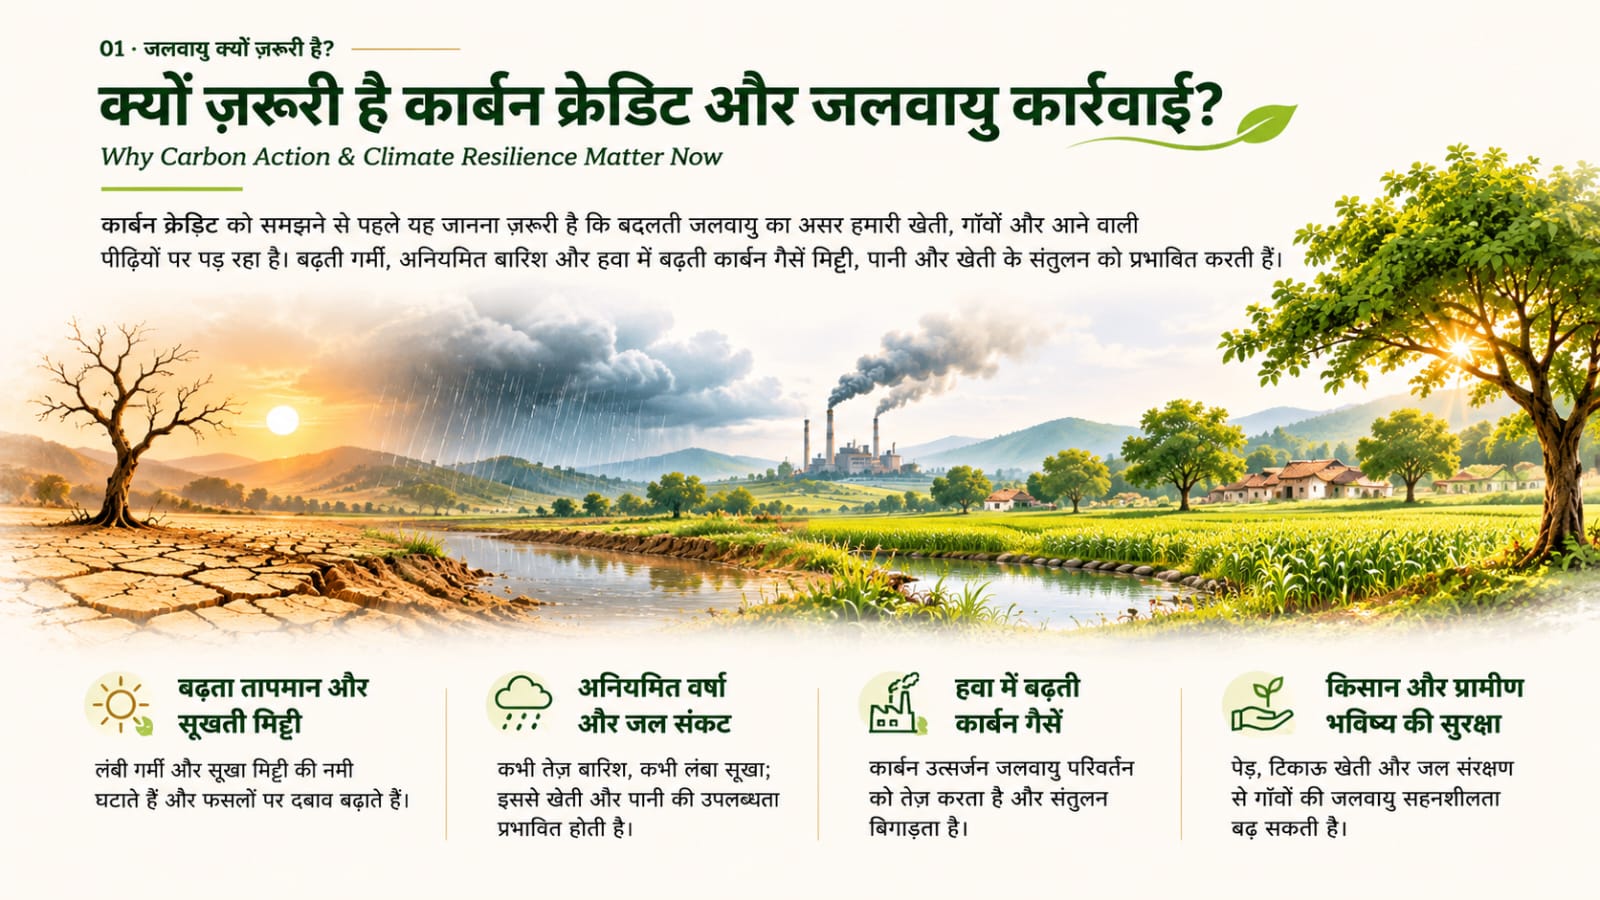 01 · जलवायु क्यों ज़रूरी है?
क्यों ज़रूरी है कार्बन क्रेडिट और जलवायु कार्रवाई?
Why Carbon Action & Climate Resilience Matter Now
कार्बन क्रेडिट को समझने से पहले यह जानना ज़रूरी है कि बदलती जलवायु का असर हमारी खेती, गाँवों और आने वाली
पीढ़ियों पर पड़ रहा है। बढ़ती गर्मी, अनियमित बारिश और हवा में बढ़ती कार्बन गैसें मिट्टी, पानी और खेती के संतुलन को प्रभाबित करती हैं।
बढ़ता तापमान और
सूखती मिट्टी
लंबी गर्मी और सूखा मिट्टी की नमी
घटाते हैं और फसलों पर दबाव बढ़ाते हैं।
अनियमित वर्षा
और जल संकट
कभी तेज़ बारिश, कभी लंबा सूखा;
इससे खेती और पानी की उपलब्धता
प्रभावित होती है।
हवा में बढ़ती
कार्बन गैसें
कार्बन उत्सर्जन जलवायु परिवर्तन
को तेज़ करता है और संतुलन
बिगाड़ता है।
किसान और ग्रामीण
भविष्य की सुरक्षा
पेड़, टिकाऊ खेती और जल संरक्षण
से गाँवों की जलवायु सहनशीलता
बढ़ सकती है।